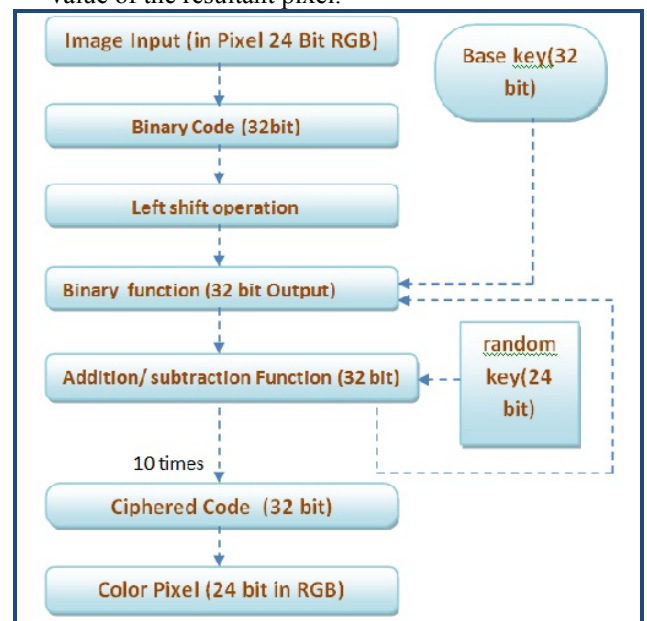 value of the resultant pixel.
Image Input (in Pixel 24 Bit RGB)
Base key(32
bit)
Binary Code (32bit)
Left shift operation
Binary function (32 bit Output)
random
key(24
bit)
Addition/ subtraction Function (32 bit)
10 times
Ciphered Code (32 bit)
Color Pixel (24 bit in RGB)